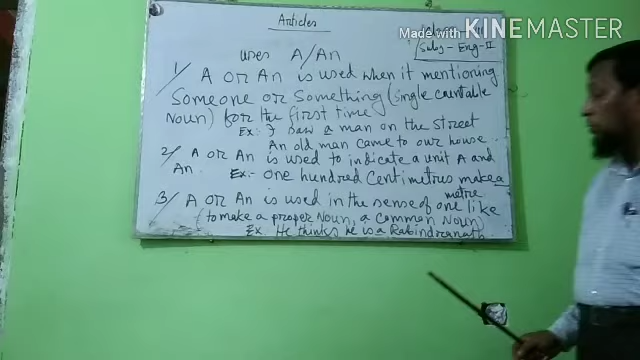 Articles
Made with KINEMASTER
Subj - Eng-II
uses A/An
1/ A or An is used when it mentioning
someone or something (single countable
Noun) for the first time
Ex:- I saw a man on the street
An old man came to our house.
2/ A or An is used to indicate a unit A and
An. Ex:- One hundred Centimetres make a
metre
3/ A or An is used in the sense of one like
(to make a proper Noun, a common Noun)
Ex. He thinks he is a Rabindranath.